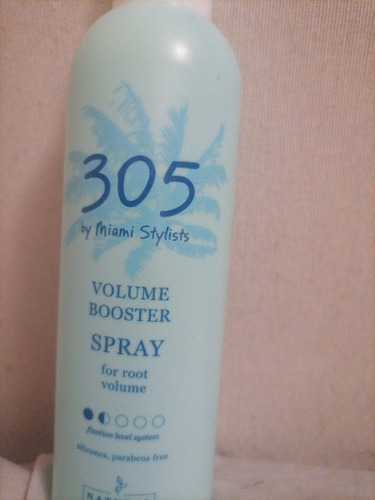 305
by Miami Stylists
VOLUME
BOOSTER
SPRAY
for root
volume
fixation level system
silicones, parabens free